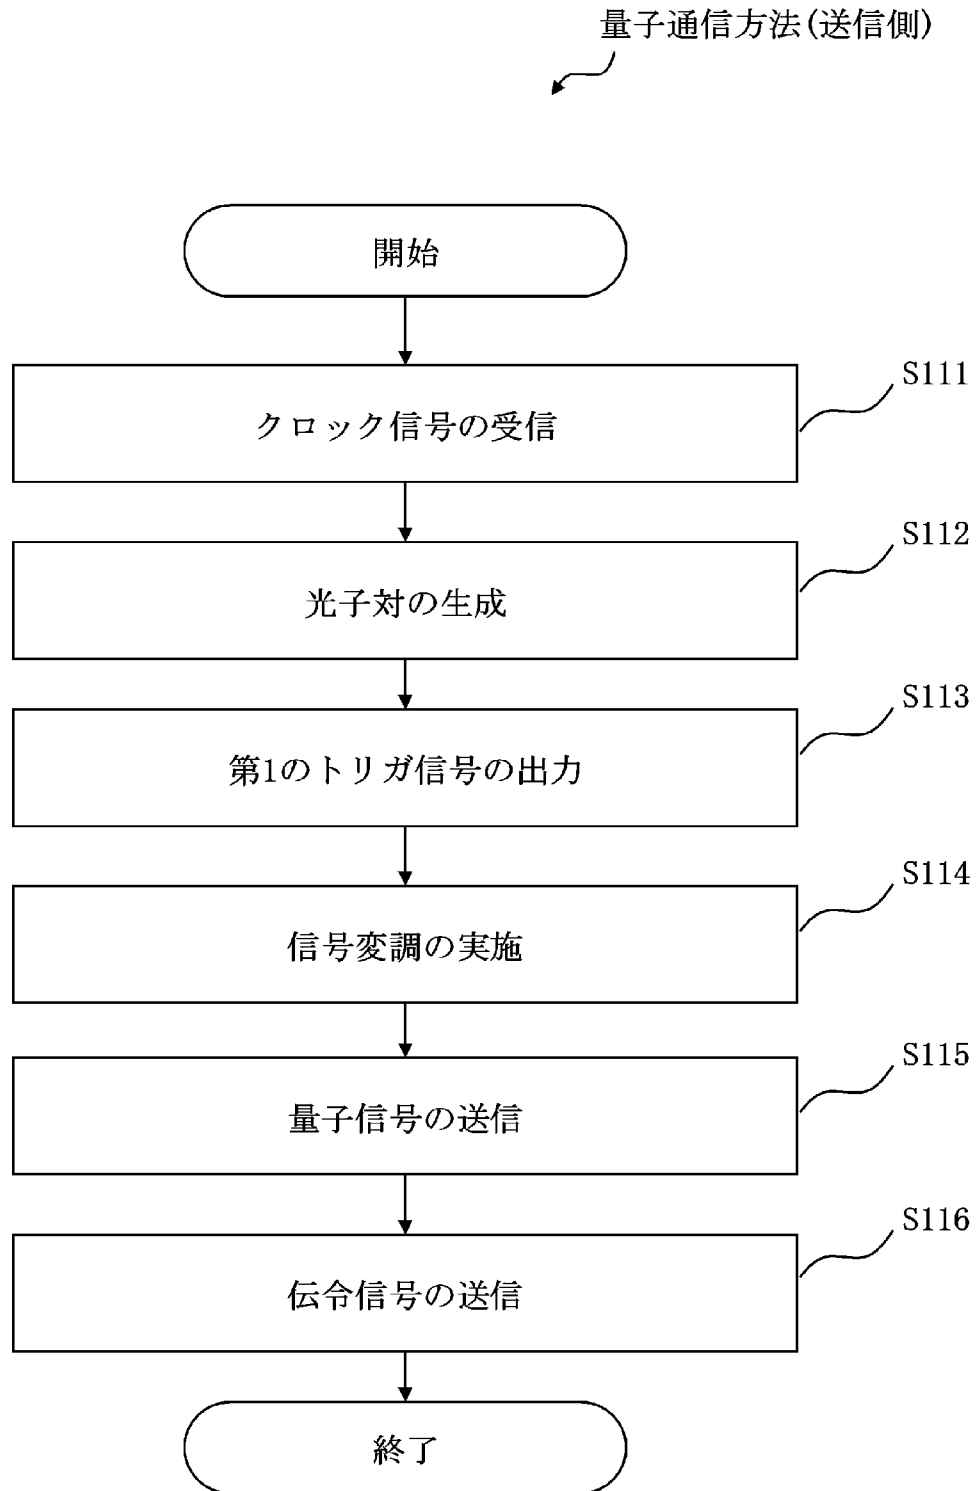 量子通信方法(送信側)
開始
S111
クロック信号の受信
S112
光子対の生成
S113
第1のトリガ信号の出力
S114
信号変調の実施
S115
量子信号の送信
S116
伝令信号の送信
終了